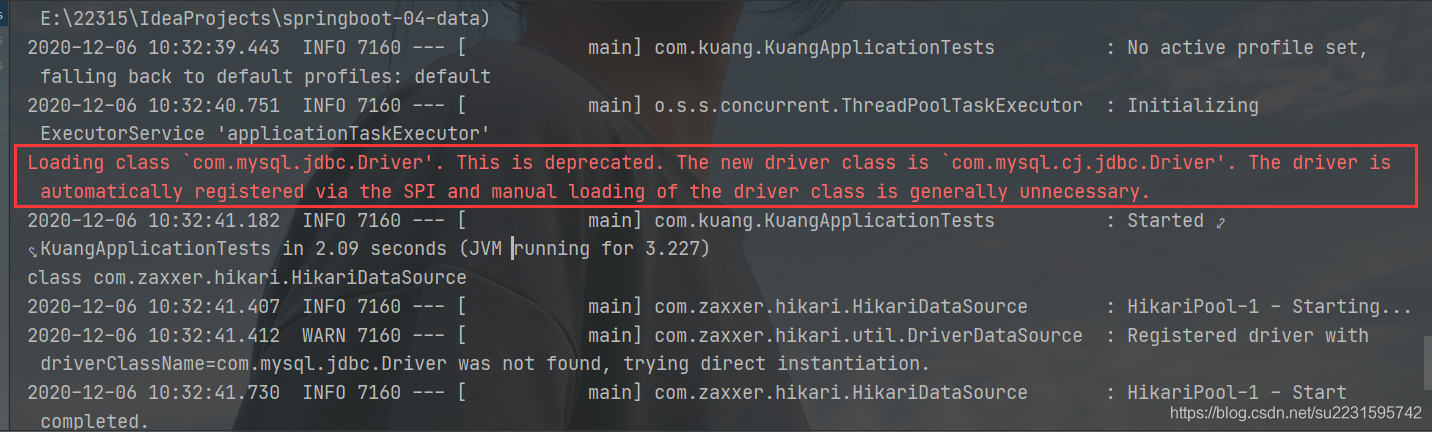 E:\22315\IdeaProjects\springboot-04-data)
2020-12-06 10:32:39.443  INFO 7160 --- [           main] com.kuang.KuangApplicationTests          : No active profile set,
falling back to default profiles: default
2020-12-06 10:32:40.751  INFO 7160 --- [           main] o.s.s.concurrent.ThreadPoolTaskExecutor  : Initializing
ExecutorService 'applicationTaskExecutor'
Loading class `com.mysql.jdbc.Driver'. This is deprecated. The new driver class is `com.mysql.cj.jdbc.Driver'. The driver is
automatically registered via the SPI and manual loading of the driver class is generally unnecessary.
2020-12-06 10:32:41.182  INFO 7160 --- [           main] com.kuang.KuangApplicationTests          : Started
KuangApplicationTests in 2.09 seconds (JVM running for 3.227)
class com.zaxxer.hikari.HikariDataSource
2020-12-06 10:32:41.407  INFO 7160 --- [           main] com.zaxxer.hikari.HikariDataSource       : HikariPool-1 - Starting...
2020-12-06 10:32:41.412  WARN 7160 --- [           main] com.zaxxer.hikari.util.DriverDataSource  : Registered driver with
driverClassName=com.mysql.jdbc.Driver was not found, trying direct instantiation.
2020-12-06 10:32:41.730  INFO 7160 --- [           main] com.zaxxer.hikari.HikariDataSource       : HikariPool-1 - Start
completed.
https://blog.csdn.net/su2231595742